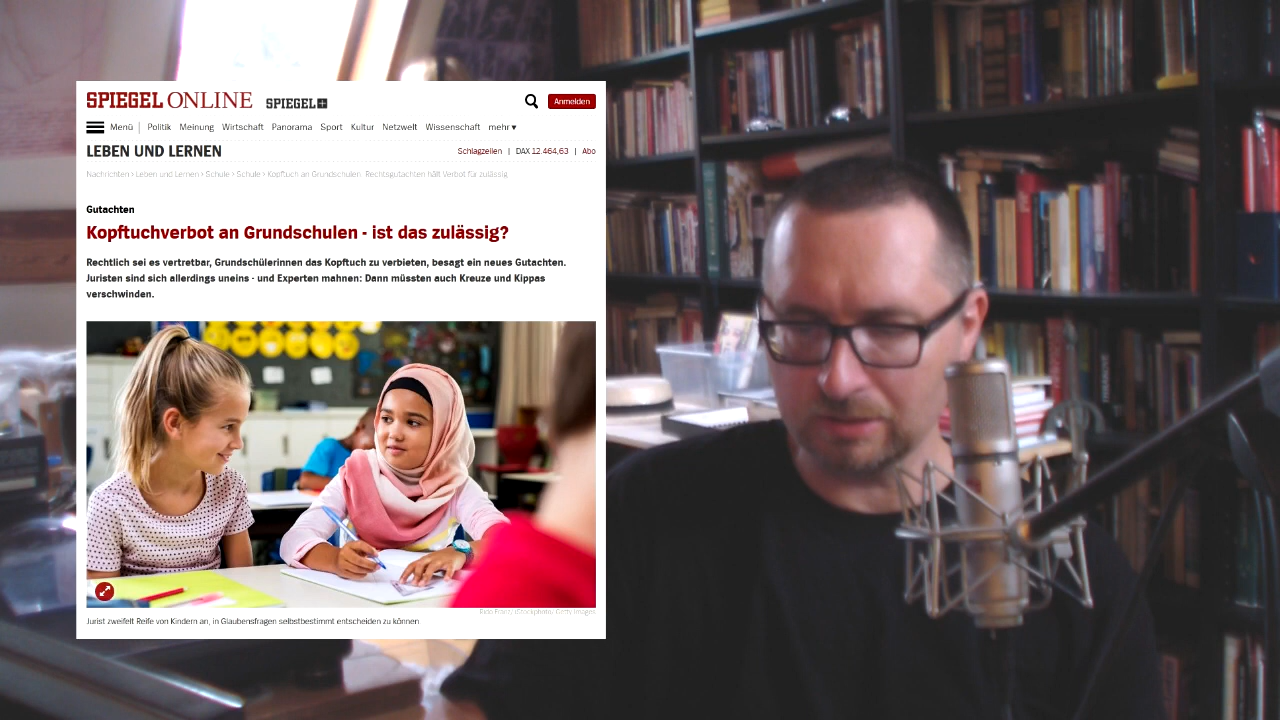 SPIEGEL ONLINE SPIEGEL+ Anmelden
Menü Politik Meinung Wirtschaft Panorama Sport Kultur Netzwelt Wissenschaft mehr ▾
LEBEN UND LERNEN Schlagzeilen | DAX 12.464,63 | Abo
Nachrichten > Leben und Lernen > Schule > Schule > Kopftuch an Grundschulen: Rechtsgutachten hält Verbot für zulässig
Gutachten
Kopftuchverbot an Grundschulen - ist das zulässig?
Rechtlich sei es vertretbar, Grundschülerinnen das Kopftuch zu verbieten, besagt ein neues Gutachten.
Juristen sind sich allerdings uneins - und Experten mahnen: Dann müssten auch Kreuze und Kippas
verschwinden.
Getty Images
Jurist zweifelt Reife von Kindern an, in Glaubensfragen selbstbestimmt entscheiden zu können